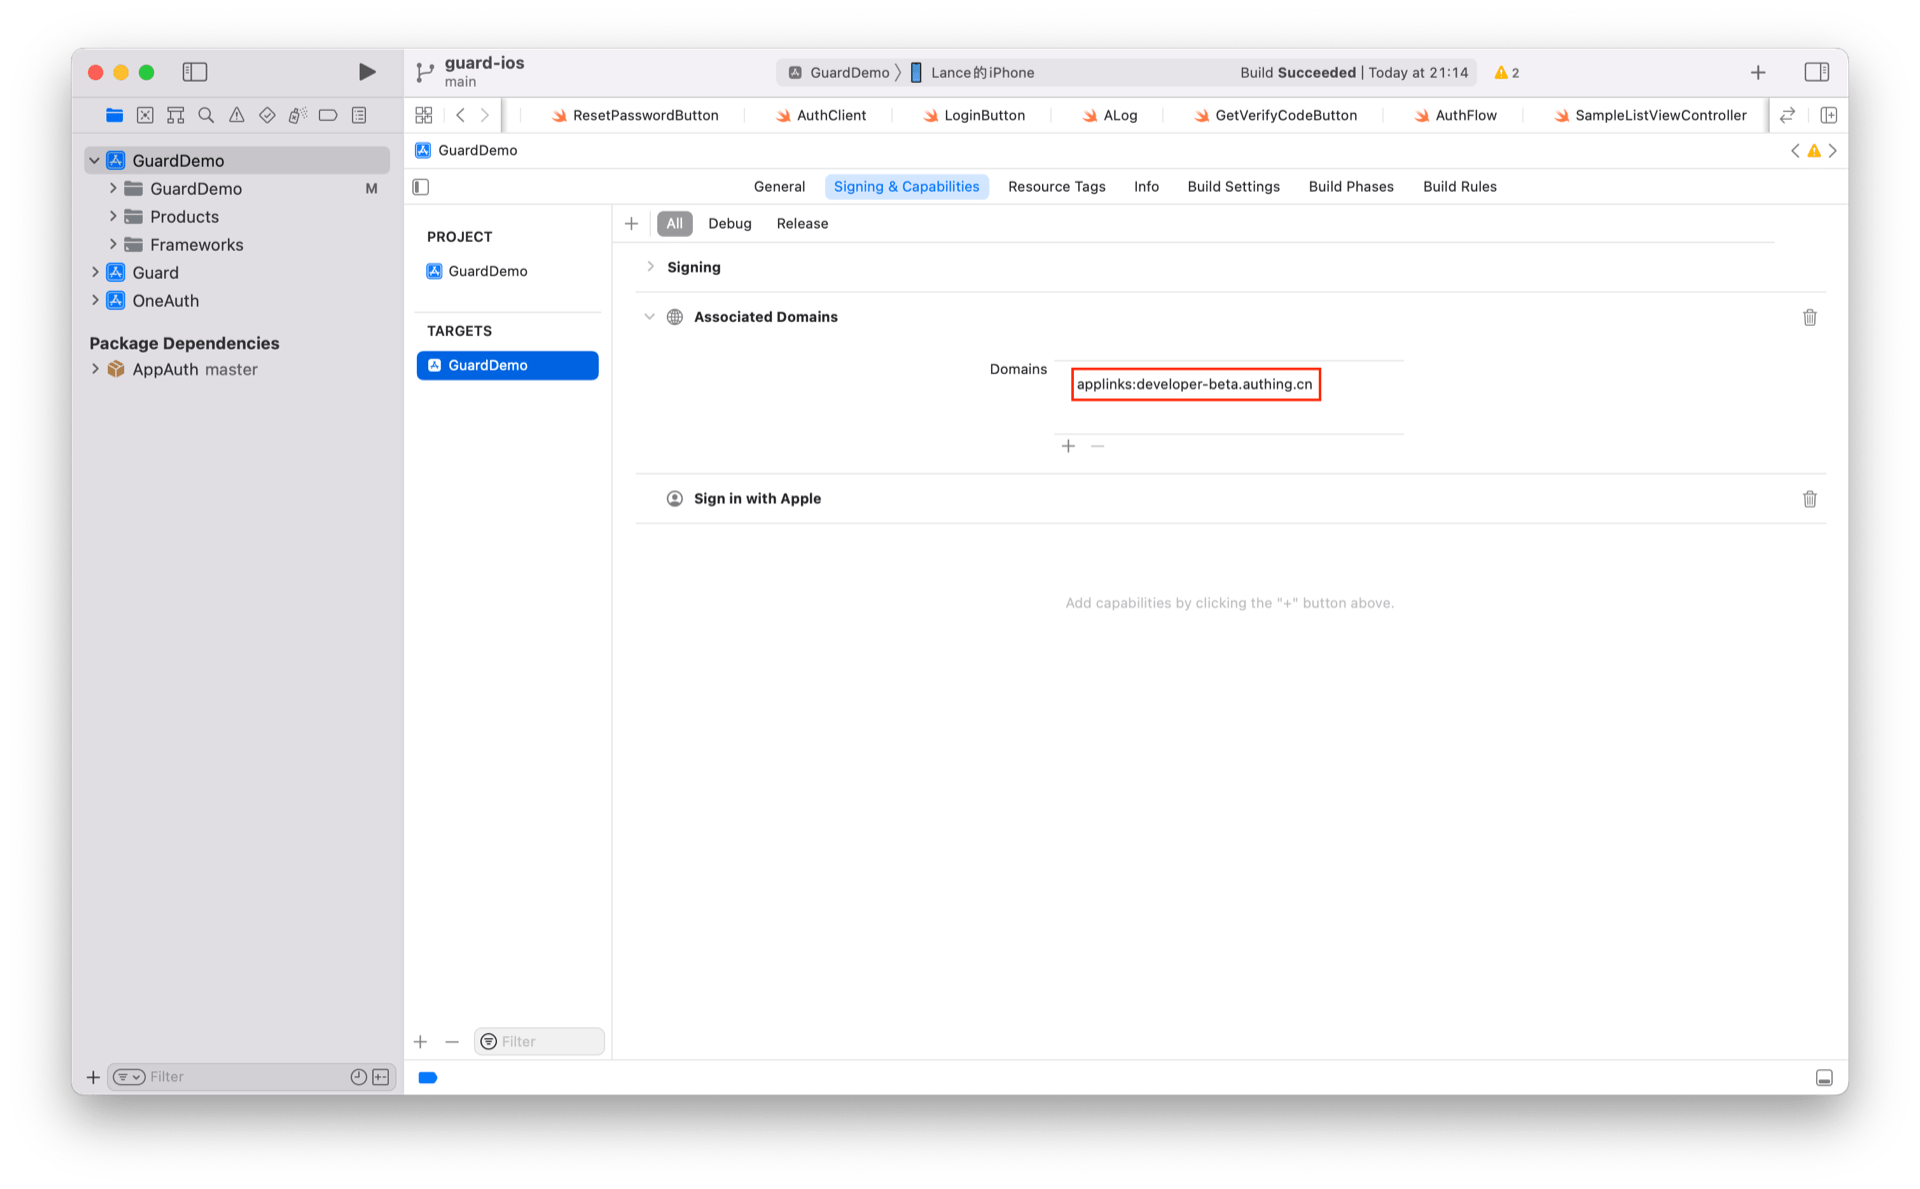 guard-ios
main
GuardDemo
Lance的iPhone
Build Succeeded | Today at 21:14
2
ResetPasswordButton
AuthClient
LoginButton
ALog
GetVerifyCodeButton
AuthFlow
SampleListViewController
GuardDemo
GuardDemo M
Products
Frameworks
Guard
OneAuth
Package Dependencies
AppAuth master
Filter
GuardDemo
General
Signing & Capabilities
Resource Tags
Info
Build Settings
Build Phases
Build Rules
PROJECT
GuardDemo
TARGETS
GuardDemo
Filter
All
Debug
Release
Signing
Associated Domains
Domains
applinks:developer-beta.authing.cn
Sign in with Apple
Add capabilities by clicking the "+" button above.